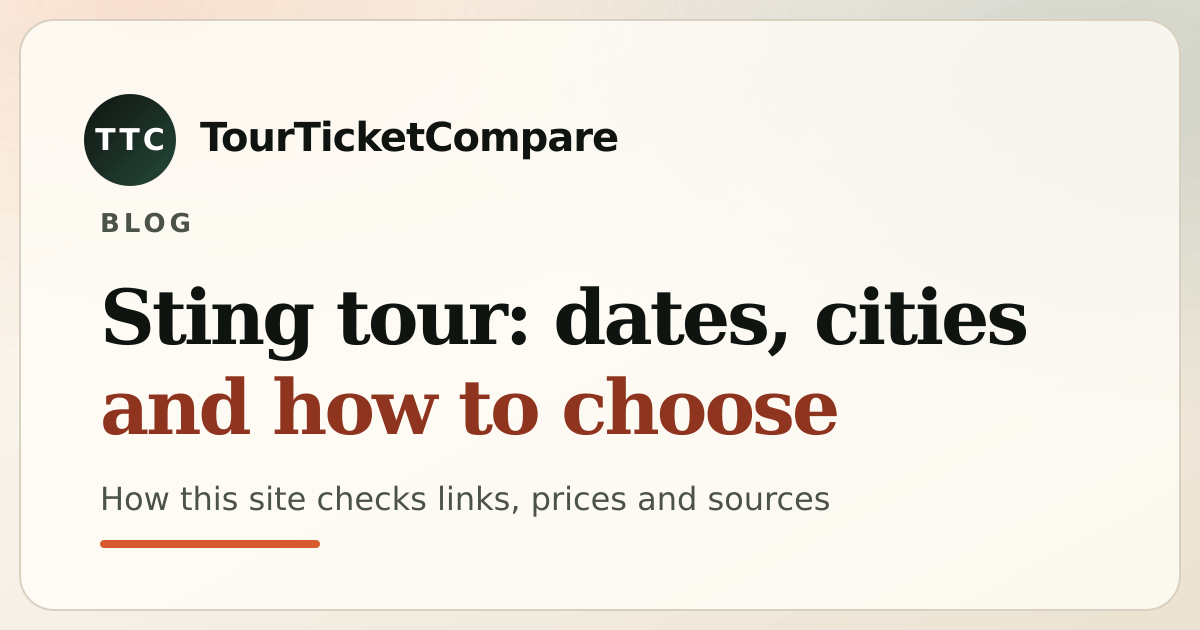 TTC
TourTicketCompare
BLOG
Sting tour: dates, cities
and how to choose
How this site checks links, prices and sources